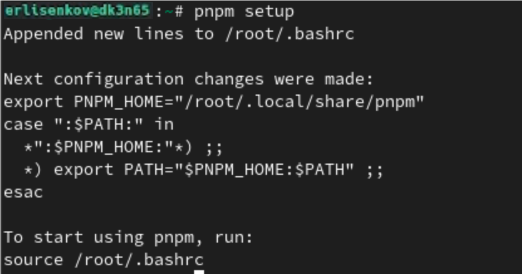 erlisenkov@dk3n65:~# pnpm setup
Appended new lines to /root/.bashrc
Next configuration changes were made:
export PNPM_HOME="/root/.local/share/pnpm"
case ":$PATH:" in
*":$PNPM_HOME:"*) ;;
*) export PATH="$PNPM_HOME:$PATH" ;;
esac
To start using pnpm, run:
source /root/.bashrc